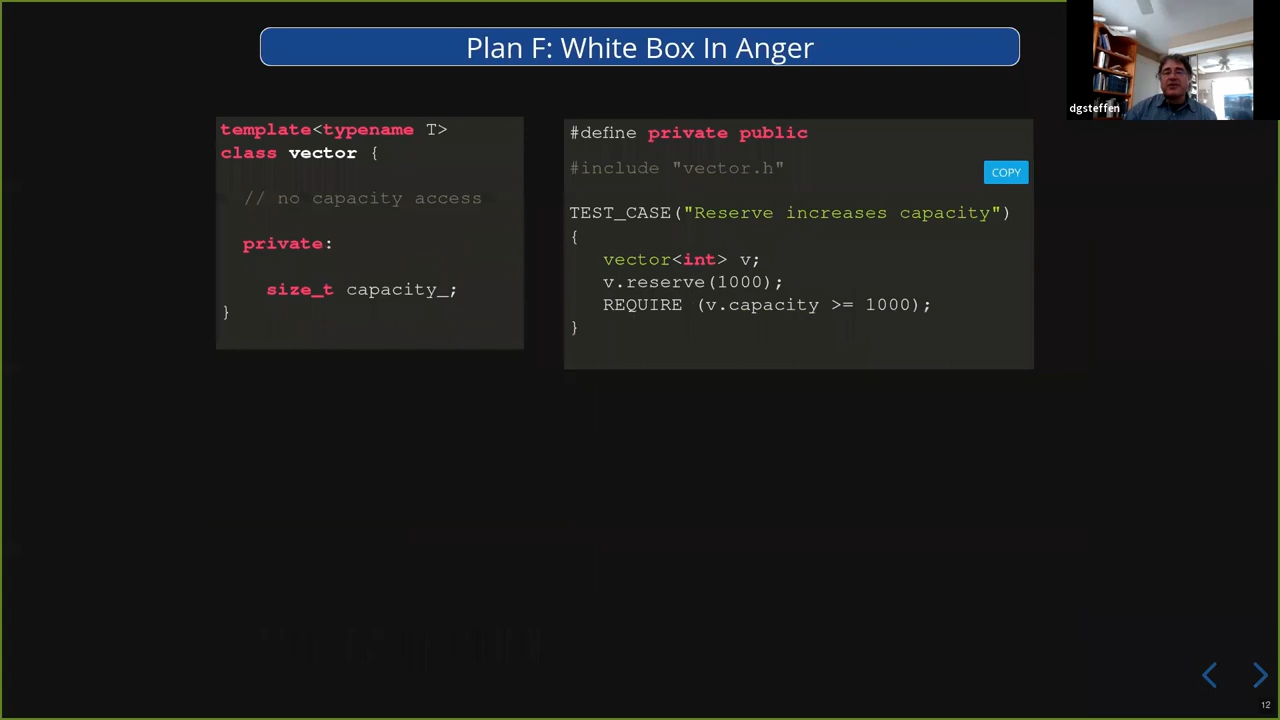 Plan F: White Box In Anger
dgsteffen
template<typename T>
class vector {
// no capacity access
private:
size_t capacity_;
}
#define private public
#include "vector.h"
COPY
TEST_CASE("Reserve increases capacity")
{
vector<int> v;
v.reserve(1000);
REQUIRE (v.capacity >= 1000);
}
12